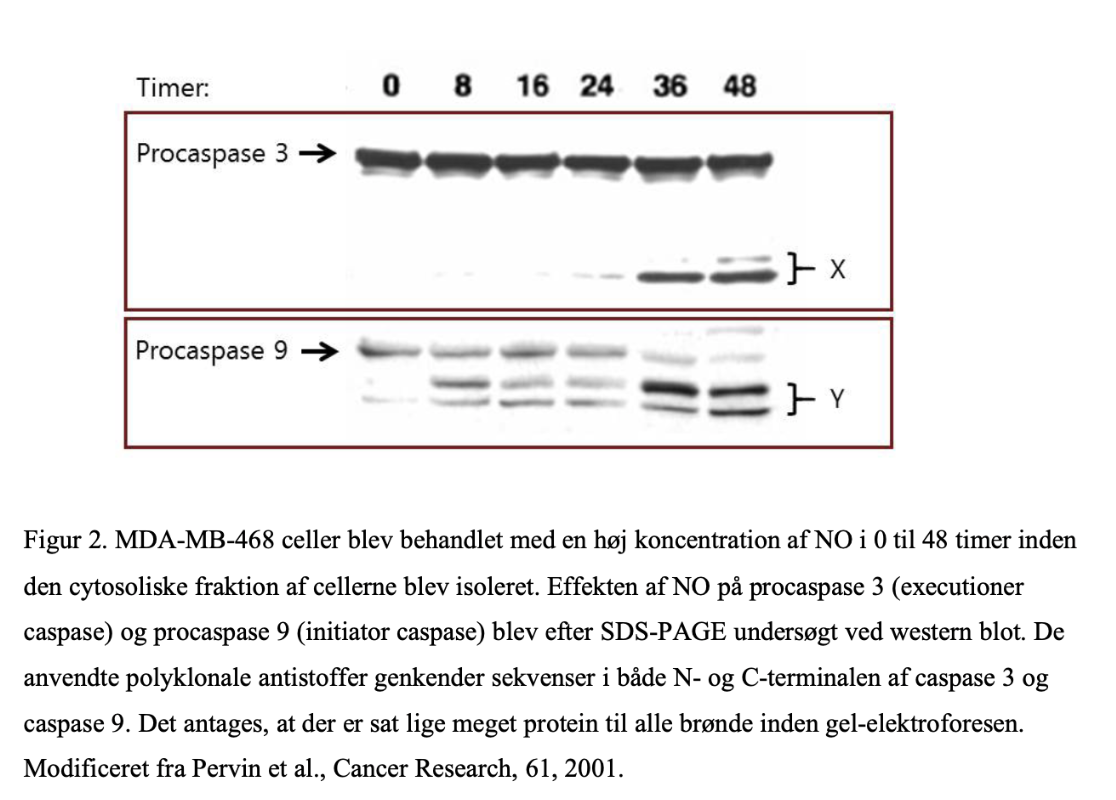 Timer: 0 8 16 24 36 48
Procaspase 3 →
X
Procaspase 9 →
Y
Figur 2. MDA-MB-468 celler blev behandlet med en høj koncentration af NO i 0 til 48 timer inden
den cytosoliske fraktion af cellerne blev isoleret. Effekten af NO på procaspase 3 (executioner
caspase) og procaspase 9 (initiator caspase) blev efter SDS-PAGE undersøgt ved western blot. De
anvendte polyklonale antistoffer genkender sekvenser i både N- og C-terminalen af caspase 3 og
caspase 9. Det antages, at der er sat lige meget protein til alle brønde inden gel-elektroforesen.
Modificeret fra Pervin et al., Cancer Research, 61, 2001.